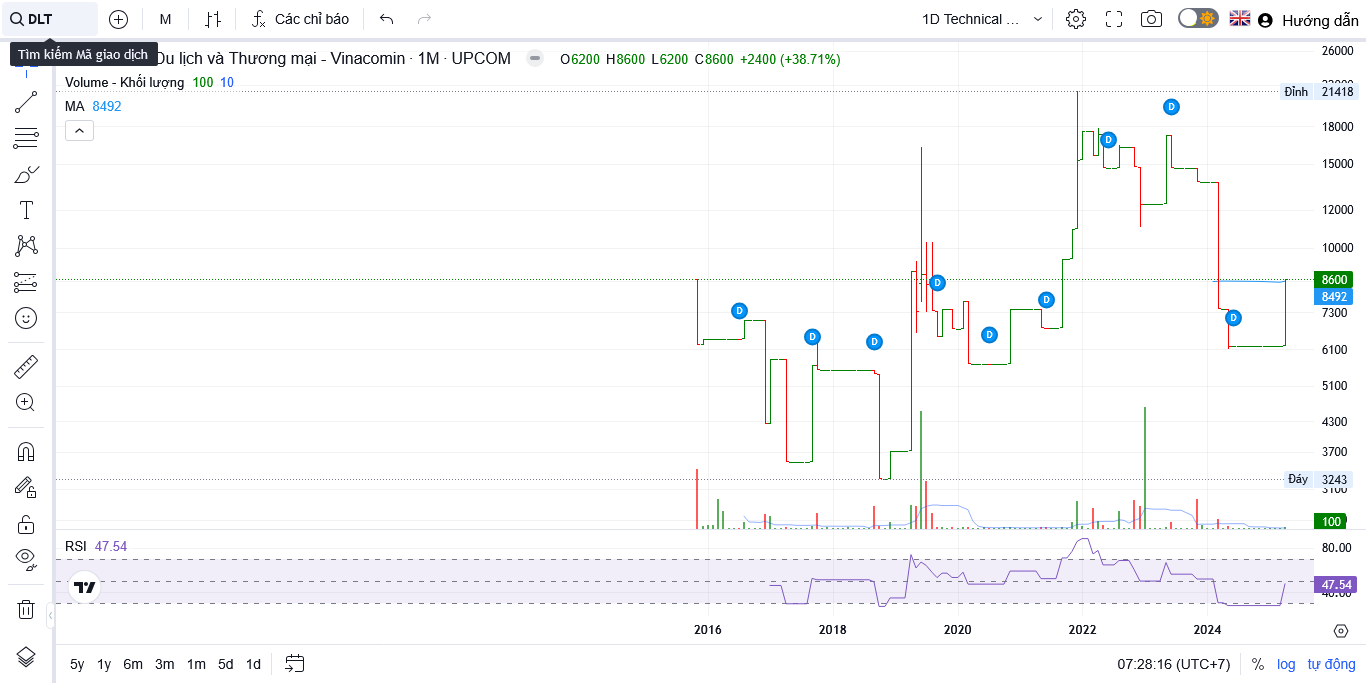 DLT M Các chỉ báo 1D Technical ... Hướng dẫn
Tìm kiếm Mã giao dịch
Du lịch và Thương mại - Vinacomin · 1M · UPCOM O6200 H8600 L6200 C8600 +2400 (+38.71%)
Volume - Khối lượng 100 10
MA 8492
26000
Đỉnh 21418
18000
15000
12000
10000
8600
8492
7300
6100
5100
4300
3700
Đáy 3243
3100
100
D D D D D D D D D
RSI 47.54
80.00
47.54
40.00
2016 2018 2020 2022 2024
5y 1y 6m 3m 1m 5d 1d 07:28:16 (UTC+7) % log tự động